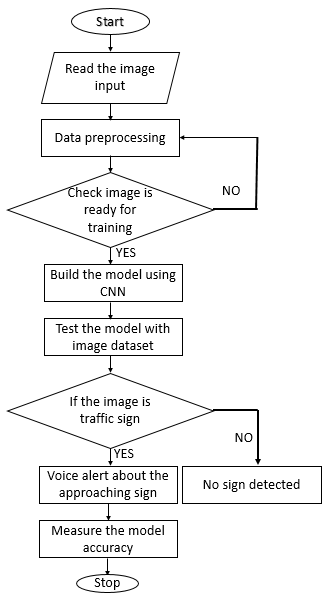 Start
Read the image
input
Data preprocessing
NO
Check image is
ready for
training
YES
Build the model using
CNN
Test the model with
image dataset
If the image is
traffic sign
NO
YES
Voice alert about the
approaching sign
No sign detected
Measure the model
accuracy
Stop